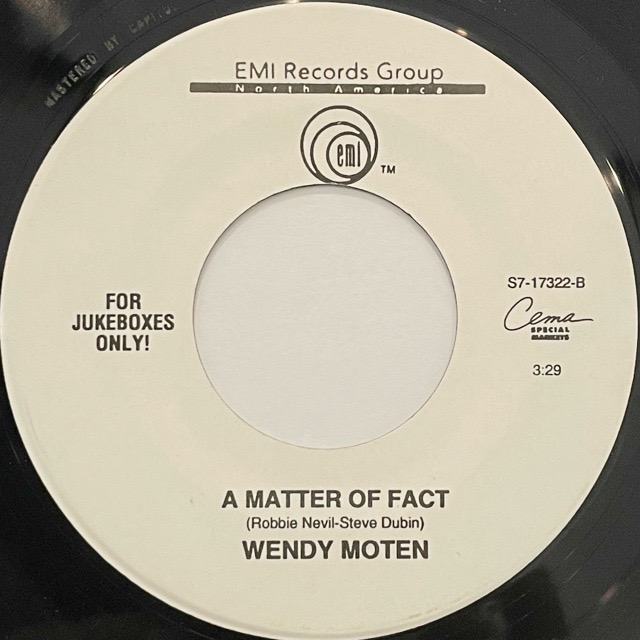 MASTERED BY CAPITOL
EMI Records Group
North America
emi
TM
FOR
JUKEBOXES
ONLY!
S7-17322-B
Cema
SPECIAL
MARKETS
3:29
A MATTER OF FACT
(Robbie Nevil-Steve Dubin)
WENDY MOTEN